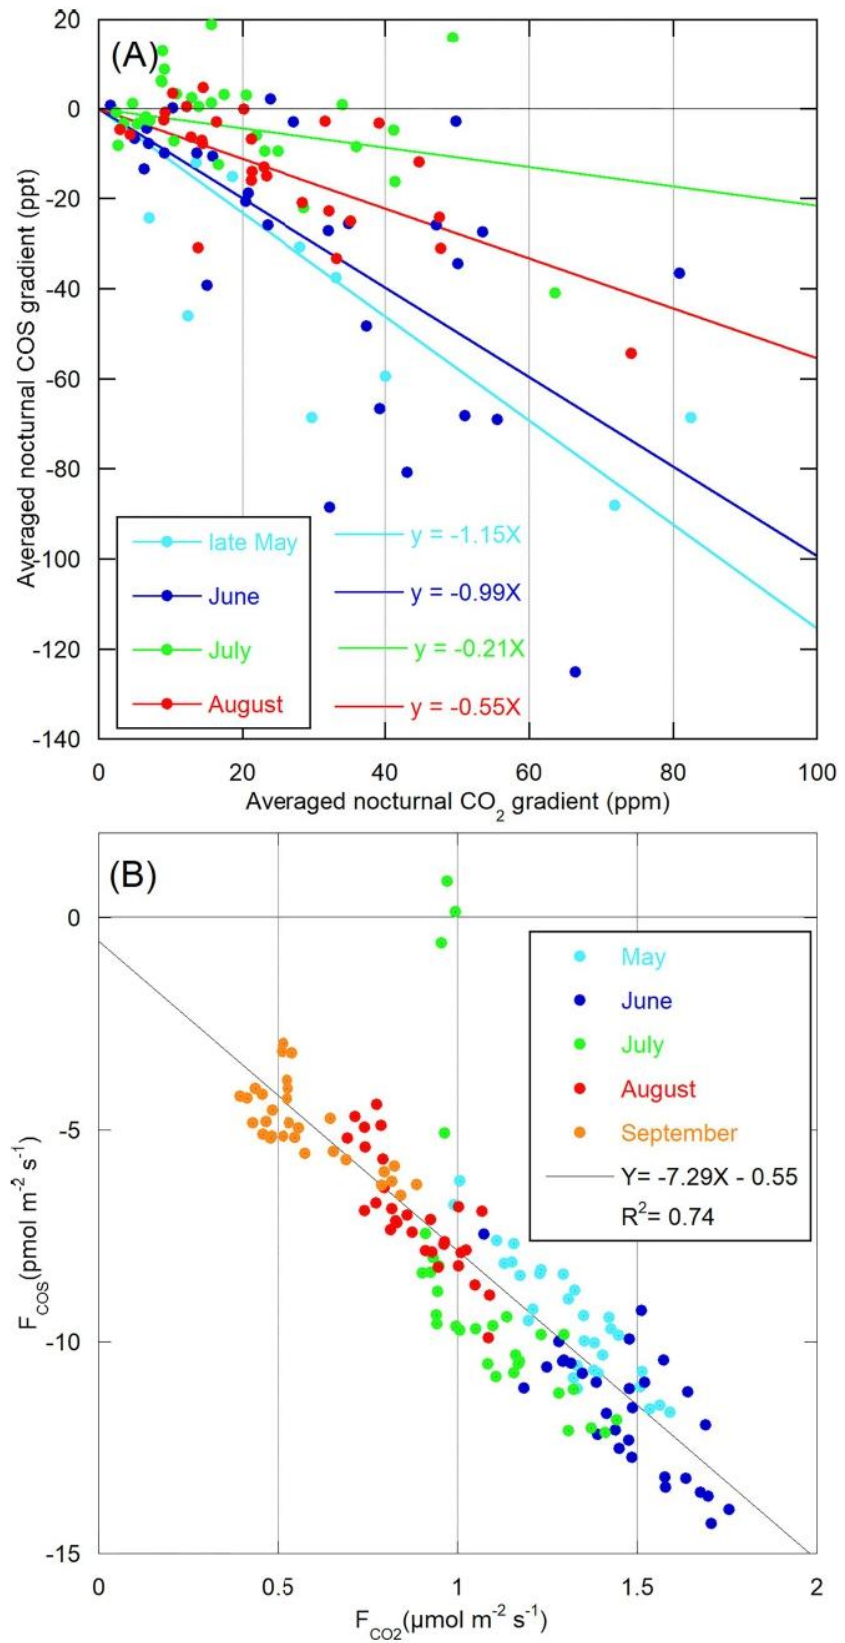 (A)
20
0
-20
-40
-60
-80
-100
-120
-140
Averaged nocturnal COS gradient (ppt)
late May y = -1.15X
June y = -0.99X
July y = -0.21X
August y = -0.55X
0 20 40 60 80 100
Averaged nocturnal CO2 gradient (ppm)
(B)
0
-5
-10
-15
FCOS(pmol m-2 s-1)
May
June
July
August
September
Y= -7.29X - 0.55
R2= 0.74
0 0.5 1 1.5 2
FCO2(µmol m-2 s-1)